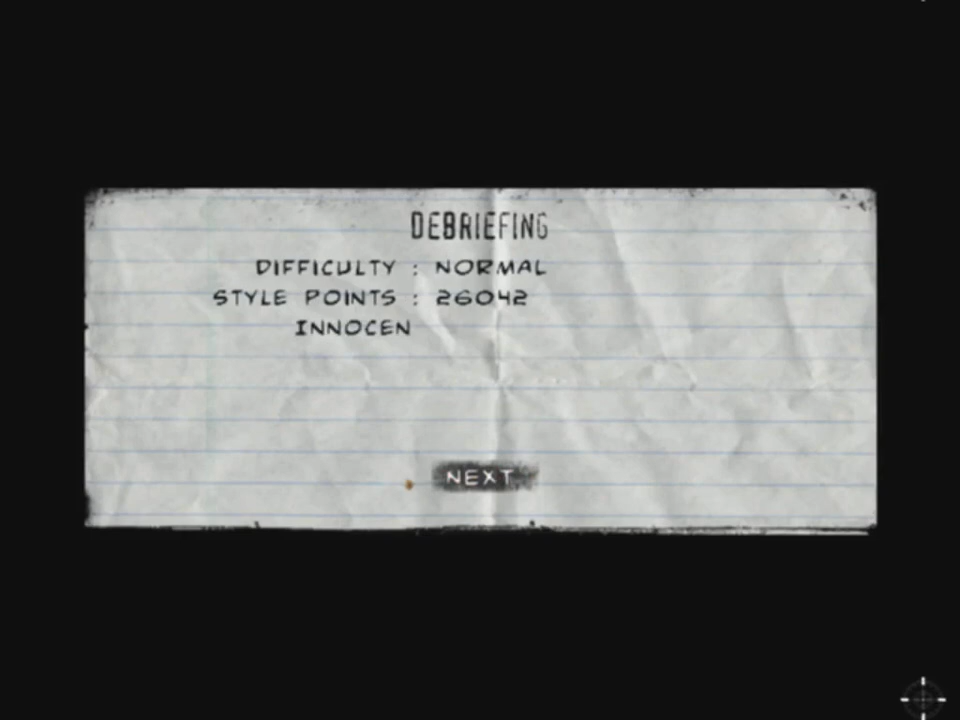 DEBRIEFING
DIFFICULTY : NORMAL
STYLE POINTS : 26042
INNOCEN
NEXT